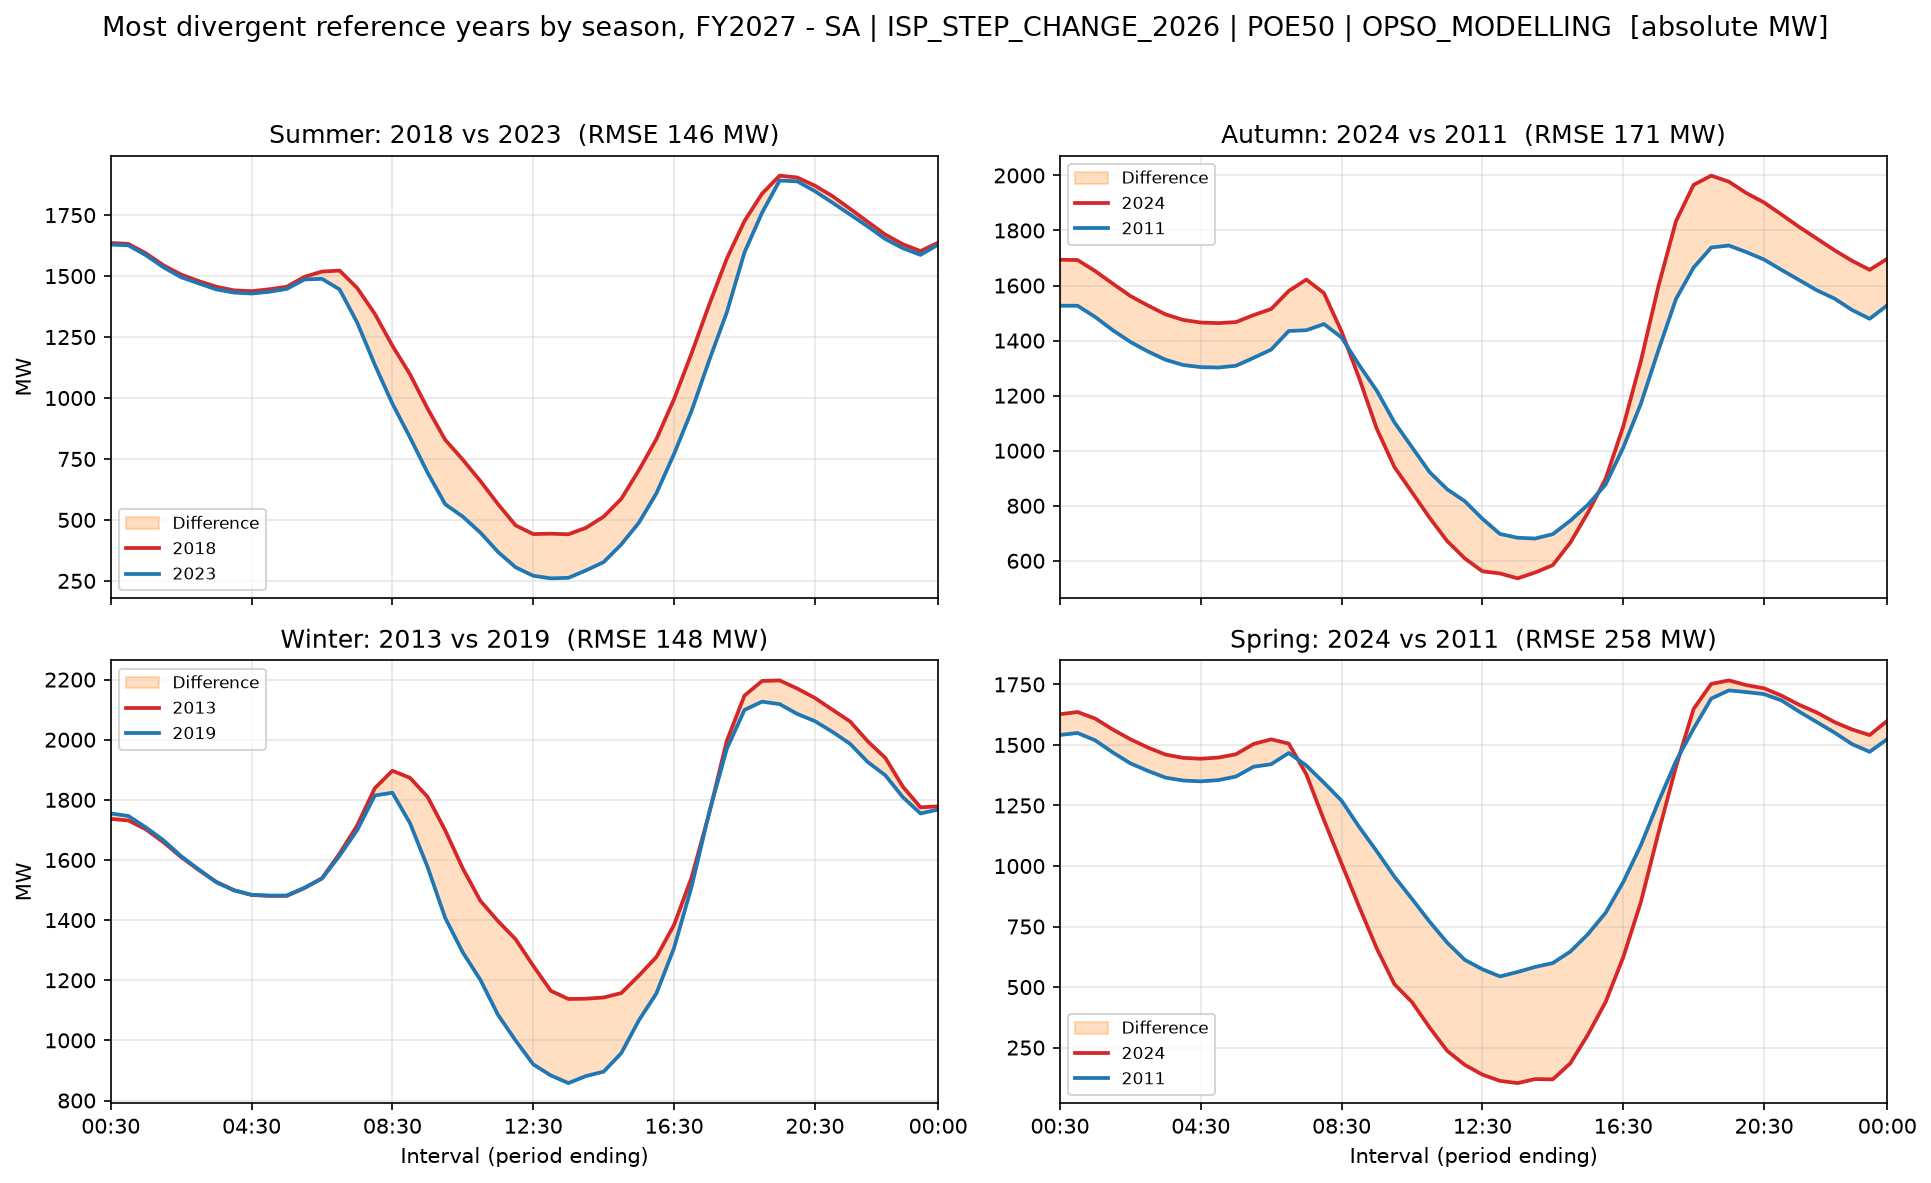 Most divergent reference years by season, FY2027 - SA | ISP_STEP_CHANGE_2026 | POE50 | OPSO_MODELLING  [absolute MW]
Summer: 2018 vs 2023  (RMSE 146 MW)
MW
1750
1500
1250
1000
750
500
250
Difference
2018
2023
Autumn: 2024 vs 2011  (RMSE 171 MW)
2000
1800
1600
1400
1200
1000
800
600
Difference
2024
2011
Winter: 2013 vs 2019  (RMSE 148 MW)
MW
2200
2000
1800
1600
1400
1200
1000
800
Difference
2013
2019
00:30 04:30 08:30 12:30 16:30 20:30 00:00
Interval (period ending)
Spring: 2024 vs 2011  (RMSE 258 MW)
1750
1500
1250
1000
750
500
250
Difference
2024
2011
00:30 04:30 08:30 12:30 16:30 20:30 00:00
Interval (period ending)